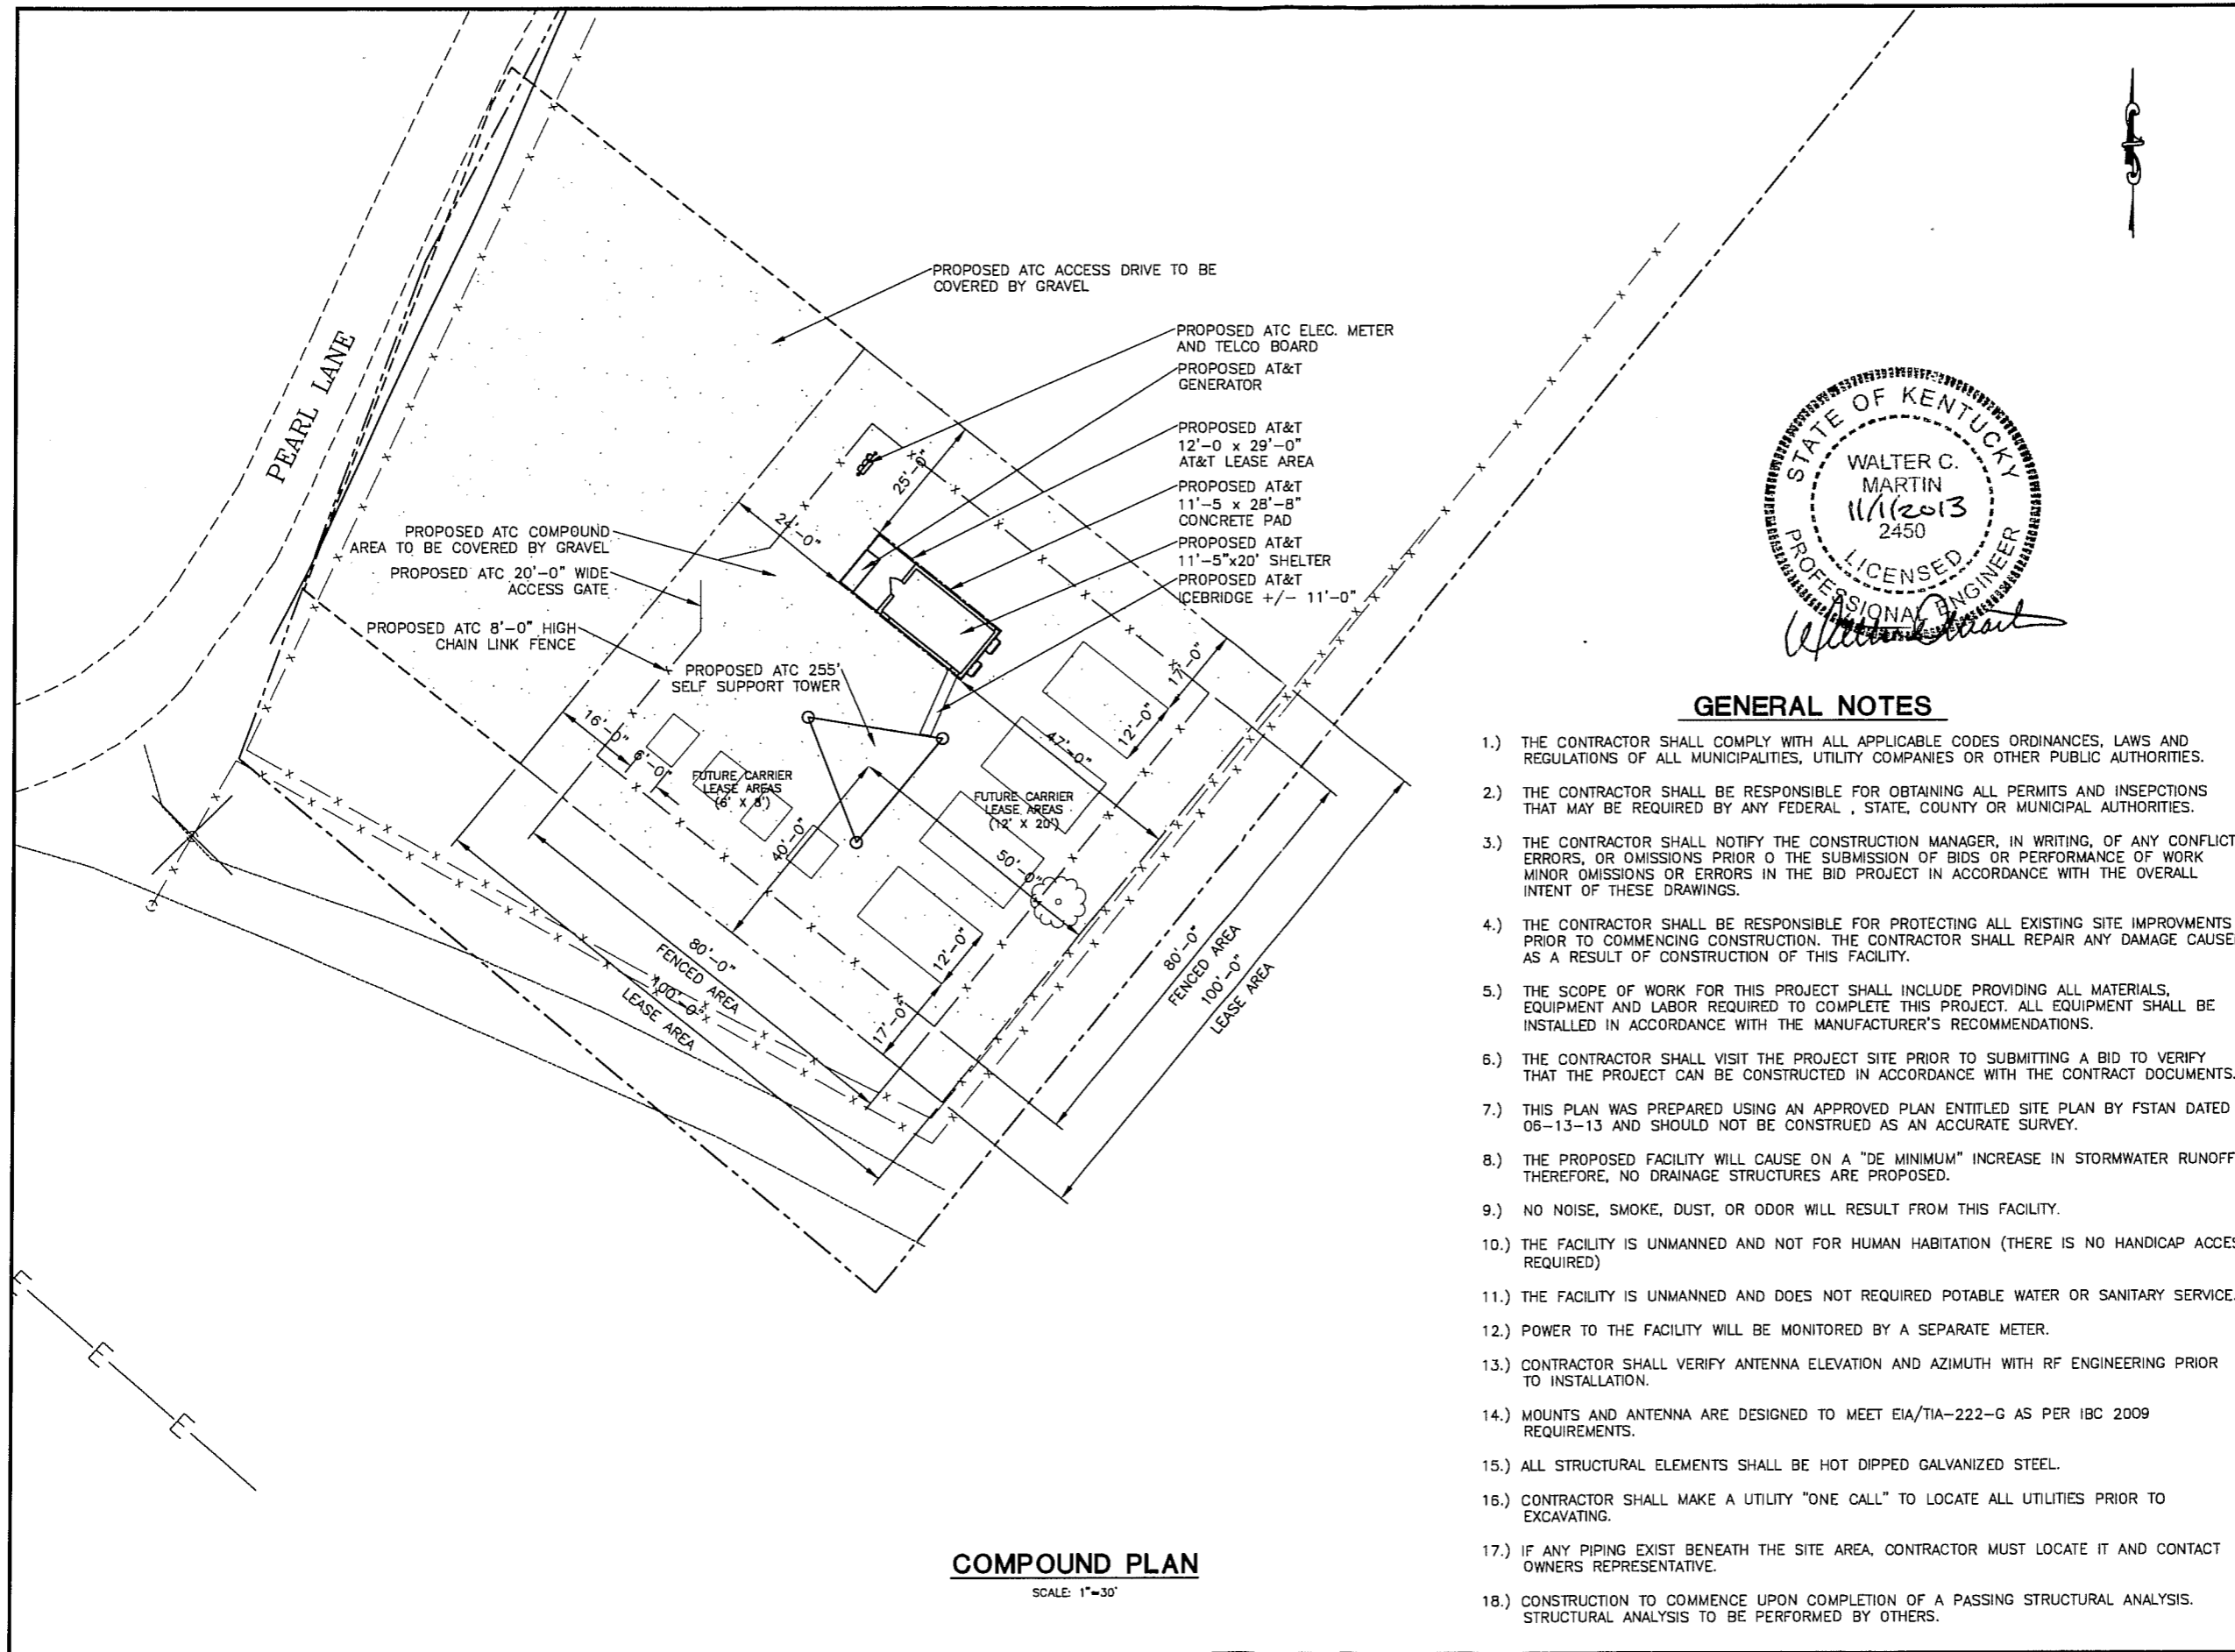 PEARL LANE
PROPOSED ATC ACCESS DRIVE TO BE
COVERED BY GRAVEL
PROPOSED ATC ELEC. METER
AND TELCO BOARD
PROPOSED AT&T
GENERATOR
PROPOSED AT&T
12'-0 x 29'-0"
AT&T LEASE AREA
PROPOSED AT&T
11'-5 x 28'-8"
CONCRETE PAD
PROPOSED AT&T
11'-5"x20' SHELTER
PROPOSED AT&T
ICEBRIDGE +/- 11'-0"
PROPOSED ATC COMPOUND
AREA TO BE COVERED BY GRAVEL
PROPOSED ATC 20'-0" WIDE
ACCESS GATE
PROPOSED ATC 8'-0" HIGH
CHAIN LINK FENCE
PROPOSED ATC 255'
SELF SUPPORT TOWER
25'-0"
24'-0"
16'-0"
6'-0"
FUTURE CARRIER
LEASE AREAS
(6' X 8')
40'-0"
FUTURE CARRIER
LEASE AREAS
(12' X 20')
47'-0"
50'-0"
17'-0"
12'-0"
12'-0"
17'-0"
80'-0"
FENCED AREA
100'-0"
LEASE AREA
80'-0"
FENCED AREA
100'-0"
LEASE AREA
E
E
E
COMPOUND PLAN
SCALE: 1"=30'
STATE OF KENTUCKY
WALTER C.
MARTIN
11/11/2013
2450
LICENSED
PROFESSIONAL ENGINEER
GENERAL NOTES
1.) THE CONTRACTOR SHALL COMPLY WITH ALL APPLICABLE CODES ORDINANCES, LAWS AND
REGULATIONS OF ALL MUNICIPALITIES, UTILITY COMPANIES OR OTHER PUBLIC AUTHORITIES.
2.) THE CONTRACTOR SHALL BE RESPONSIBLE FOR OBTAINING ALL PERMITS AND INSEPCTIONS
THAT MAY BE REQUIRED BY ANY FEDERAL , STATE, COUNTY OR MUNICIPAL AUTHORITIES.
3.) THE CONTRACTOR SHALL NOTIFY THE CONSTRUCTION MANAGER, IN WRITING, OF ANY CONFLICT
ERRORS, OR OMISSIONS PRIOR O THE SUBMISSION OF BIDS OR PERFORMANCE OF WORK
MINOR OMISSIONS OR ERRORS IN THE BID PROJECT IN ACCORDANCE WITH THE OVERALL
INTENT OF THESE DRAWINGS.
4.) THE CONTRACTOR SHALL BE RESPONSIBLE FOR PROTECTING ALL EXISTING SITE IMPROVMENTS
PRIOR TO COMMENCING CONSTRUCTION. THE CONTRACTOR SHALL REPAIR ANY DAMAGE CAUSE
AS A RESULT OF CONSTRUCTION OF THIS FACILITY.
5.) THE SCOPE OF WORK FOR THIS PROJECT SHALL INCLUDE PROVIDING ALL MATERIALS,
EQUIPMENT AND LABOR REQUIRED TO COMPLETE THIS PROJECT. ALL EQUIPMENT SHALL BE
INSTALLED IN ACCORDANCE WITH THE MANUFACTURER'S RECOMMENDATIONS.
6.) THE CONTRACTOR SHALL VISIT THE PROJECT SITE PRIOR TO SUBMITTING A BID TO VERIFY
THAT THE PROJECT CAN BE CONSTRUCTED IN ACCORDANCE WITH THE CONTRACT DOCUMENTS.
7.) THIS PLAN WAS PREPARED USING AN APPROVED PLAN ENTITLED SITE PLAN BY FSTAN DATED
06-13-13 AND SHOULD NOT BE CONSTRUED AS AN ACCURATE SURVEY.
8.) THE PROPOSED FACILITY WILL CAUSE ON A "DE MINIMUM" INCREASE IN STORMWATER RUNOFF
THEREFORE, NO DRAINAGE STRUCTURES ARE PROPOSED.
9.) NO NOISE, SMOKE, DUST, OR ODOR WILL RESULT FROM THIS FACILITY.
10.) THE FACILITY IS UNMANNED AND NOT FOR HUMAN HABITATION (THERE IS NO HANDICAP ACCES
REQUIRED)
11.) THE FACILITY IS UNMANNED AND DOES NOT REQUIRED POTABLE WATER OR SANITARY SERVICE.
12.) POWER TO THE FACILITY WILL BE MONITORED BY A SEPARATE METER.
13.) CONTRACTOR SHALL VERIFY ANTENNA ELEVATION AND AZIMUTH WITH RF ENGINEERING PRIOR
TO INSTALLATION.
14.) MOUNTS AND ANTENNA ARE DESIGNED TO MEET EIA/TIA-222-G AS PER IBC 2009
REQUIREMENTS.
15.) ALL STRUCTURAL ELEMENTS SHALL BE HOT DIPPED GALVANIZED STEEL.
16.) CONTRACTOR SHALL MAKE A UTILITY "ONE CALL" TO LOCATE ALL UTILITIES PRIOR TO
EXCAVATING.
17.) IF ANY PIPING EXIST BENEATH THE SITE AREA, CONTRACTOR MUST LOCATE IT AND CONTACT
OWNERS REPRESENTATIVE.
18.) CONSTRUCTION TO COMMENCE UPON COMPLETION OF A PASSING STRUCTURAL ANALYSIS.
STRUCTURAL ANALYSIS TO BE PERFORMED BY OTHERS.